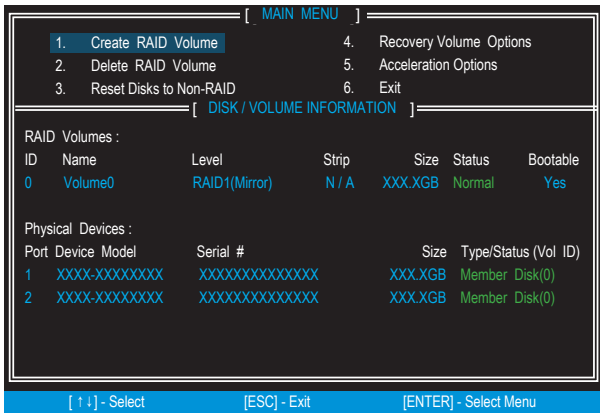 [ MAIN MENU ]
1. Create RAID Volume 4. Recovery Volume Options
2. Delete RAID Volume 5. Acceleration Options
3. Reset Disks to Non-RAID 6. Exit
[ DISK / VOLUME INFORMATION ]
RAID Volumes :
ID Name Level Strip Size Status Bootable
0 Volume0 RAID1(Mirror) N / A XXX.XGB Normal Yes
Physical Devices :
Port Device Model Serial # Size Type/Status (Vol ID)
1 XXXX-XXXXXXXX XXXXXXXXXXXXXX XXX.XGB Member Disk(0)
2 XXXX-XXXXXXXX XXXXXXXXXXXXXX XXX.XGB Member Disk(0)
[ ↑↓] - Select [ESC] - Exit [ENTER] - Select Menu